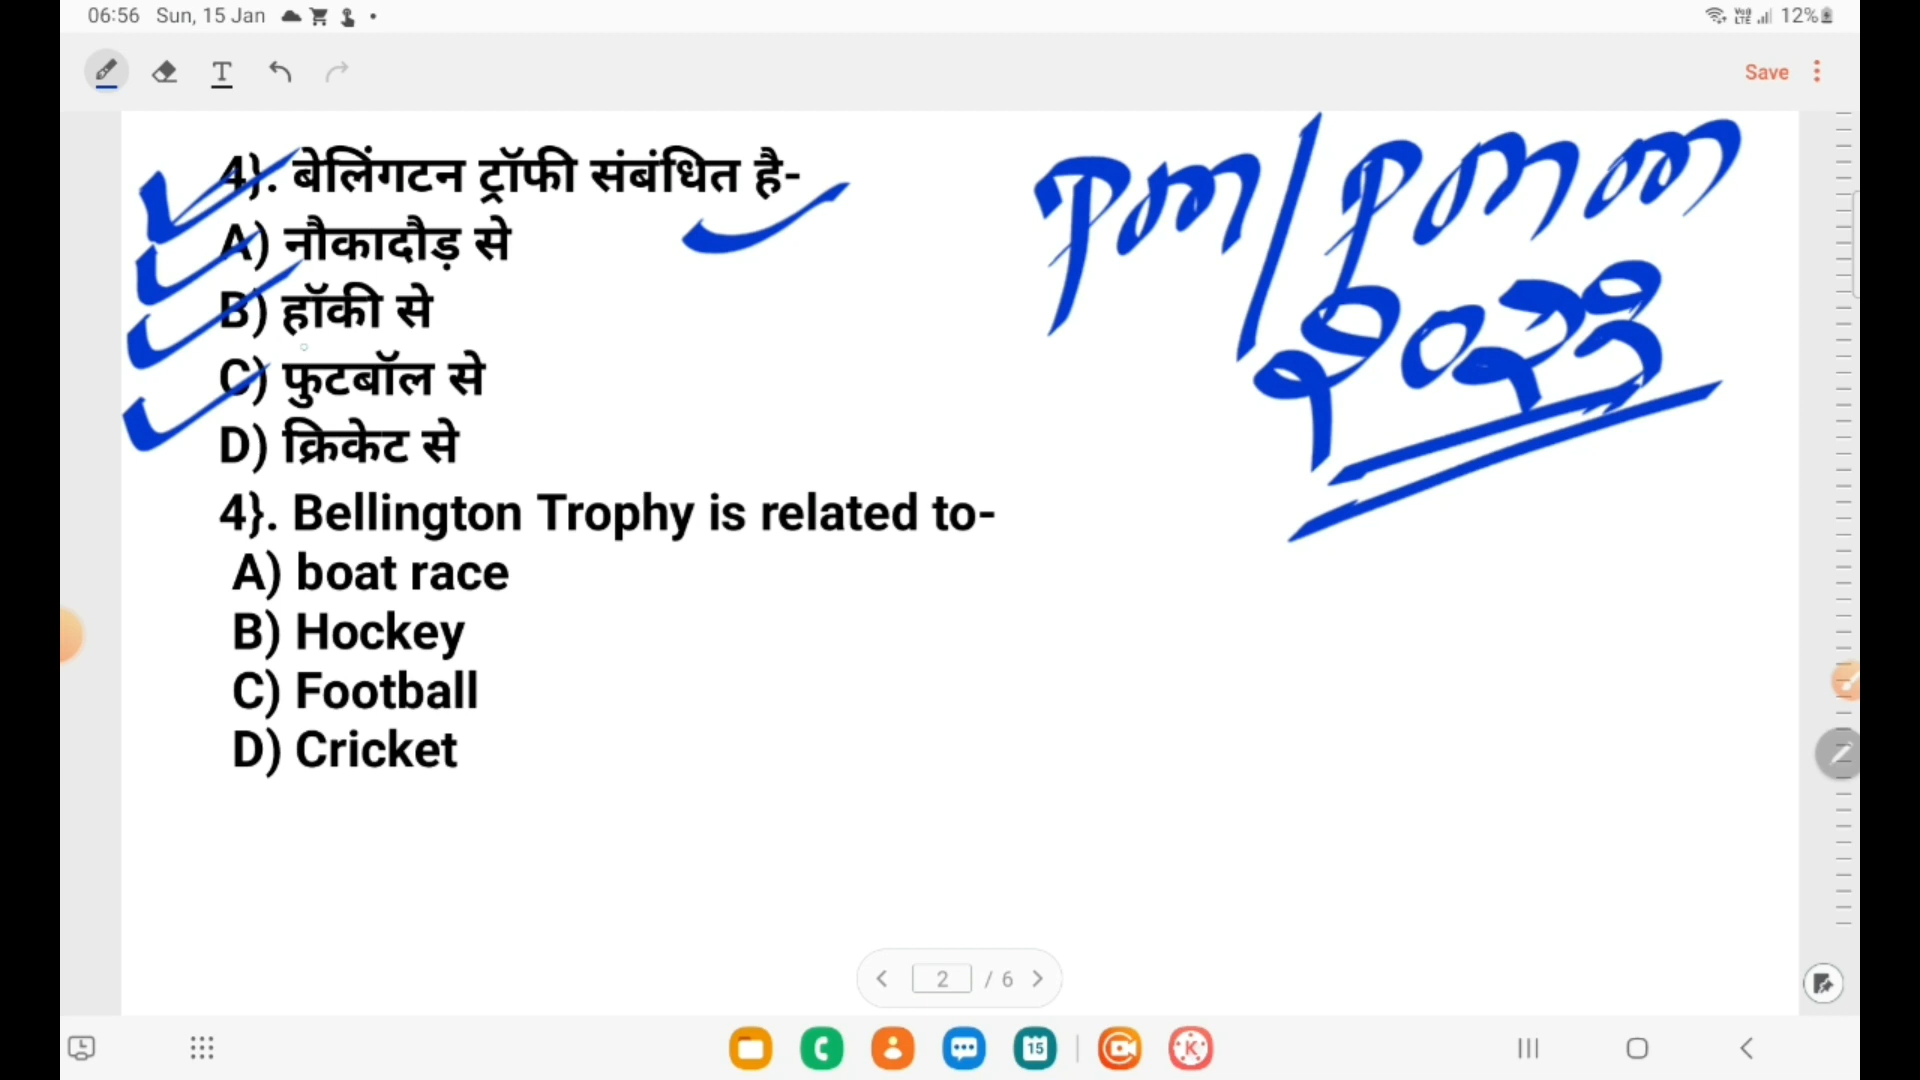 06:56 Sun, 15 Jan
12%
Save
4}. बेलिंगटन ट्रॉफी संबंधित है-
A) नौकादौड़ से
B) हॉकी से
C) फुटबॉल से
D) क्रिकेट से
4}. Bellington Trophy is related to-
A) boat race
B) Hockey
C) Football
D) Cricket
2 / 6
15
K